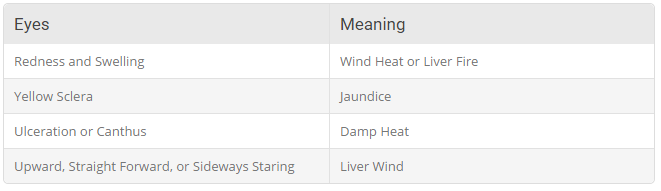 Eyes Meaning
Redness and Swelling Wind Heat or Liver Fire
Yellow Sclera Jaundice
Ulceration or Canthus Damp Heat
Upward, Straight Forward, or Sideways Staring Liver Wind